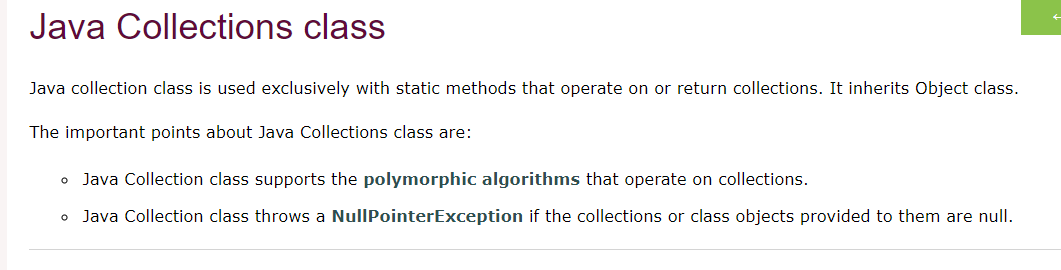 Java Collections class
Java collection class is used exclusively with static methods that operate on or return collections. It inherits Object class.
The important points about Java Collections class are:
Java Collection class supports the polymorphic algorithms that operate on collections.
Java Collection class throws a NullPointerException if the collections or class objects provided to them are null.